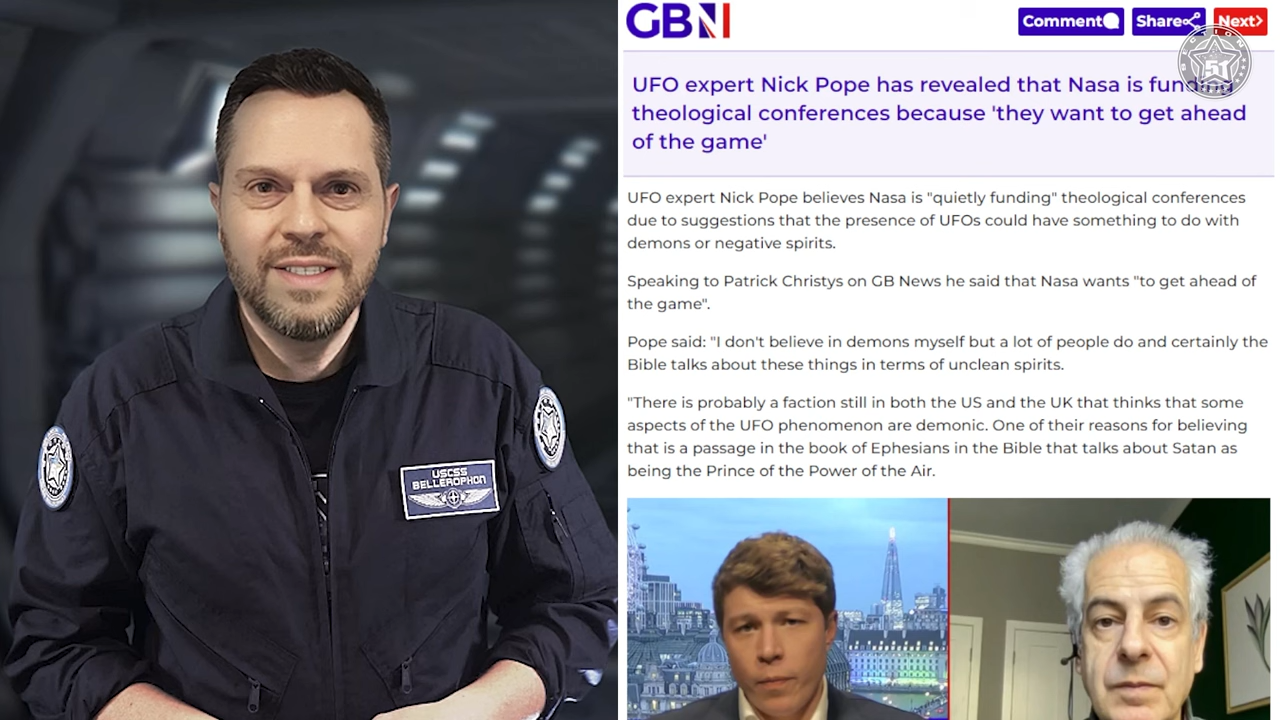 USCSS
BELLEROPHON
GBN
Comment
Share
Next>
SECTION
51
UFO expert Nick Pope has revealed that Nasa is funding
theological conferences because 'they want to get ahead
of the game'
UFO expert Nick Pope believes Nasa is "quietly funding" theological conferences
due to suggestions that the presence of UFOs could have something to do with
demons or negative spirits.
Speaking to Patrick Christys on GB News he said that Nasa wants "to get ahead of
the game".
Pope said: "I don't believe in demons myself but a lot of people do and certainly the
Bible talks about these things in terms of unclean spirits.
"There is probably a faction still in both the US and the UK that thinks that some
aspects of the UFO phenomenon are demonic. One of their reasons for believing
that is a passage in the book of Ephesians in the Bible that talks about Satan as
being the Prince of the Power of the Air.